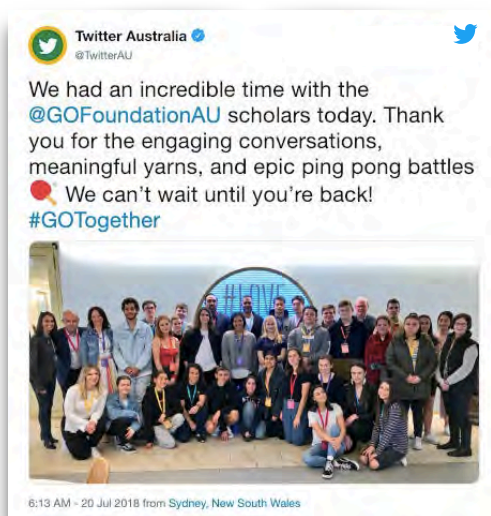 Twitter Australia
@TwitterAU
We had an incredible time with the
@GOFoundationAU scholars today. Thank
you for the engaging conversations,
meaningful yarns, and epic ping pong battles
We can't wait until you're back!
#GOTogether
#LOVE
6:13 AM - 20 Jul 2018 from Sydney, New South Wales